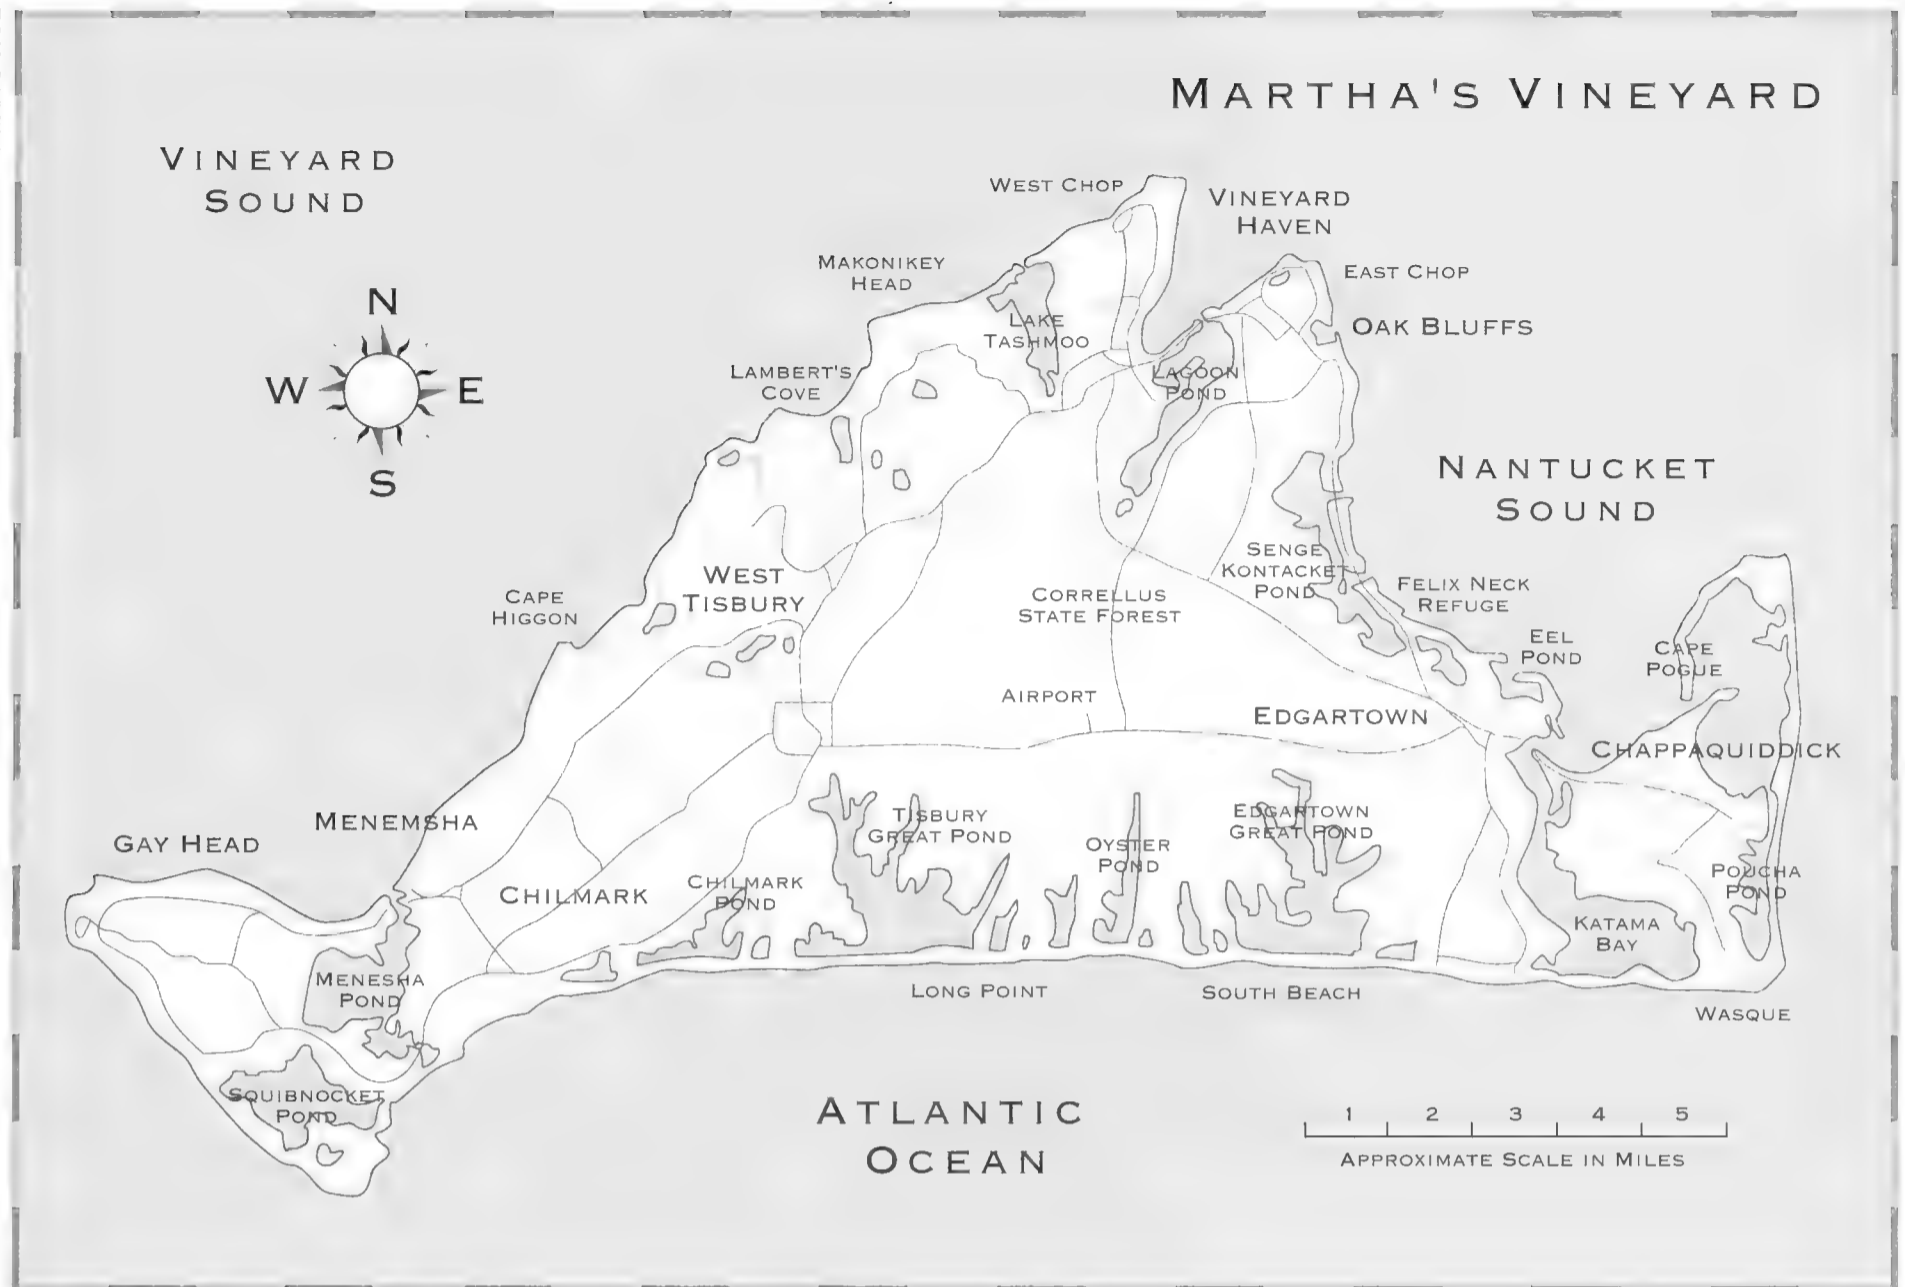 MARTHA'S VINEYARD
VINEYARD
SOUND
WEST CHOP
VINEYARD
HAVEN
MAKONIKEY
HEAD
EAST CHOP
N
W
E
S
LAKE
TASHMOO
OAK BLUFFS
LAMBERT'S
COVE
LAGOON
POND
NANTUCKET
SOUND
SENGE
KONTACKET
POND
WEST
TISBURY
CAPE
HIGGON
CORRELLUS
STATE FOREST
FELIX NECK
REFUGE
EEL
POND
CAPE
POGUE
AIRPORT
EDGARTOWN
CHAPPAQUIDDICK
MENEMSHA
GAY HEAD
TISBURY
GREAT POND
OYSTER
POND
EDGARTOWN
GREAT POND
CHILMARK
CHILMARK
POND
POUCHA
POND
KATAMA
BAY
MENESHA
POND
LONG POINT
SOUTH BEACH
WASQUE
SQUIBNOCKET
POND
ATLANTIC
OCEAN
1 2 3 4 5
APPROXIMATE SCALE IN MILES